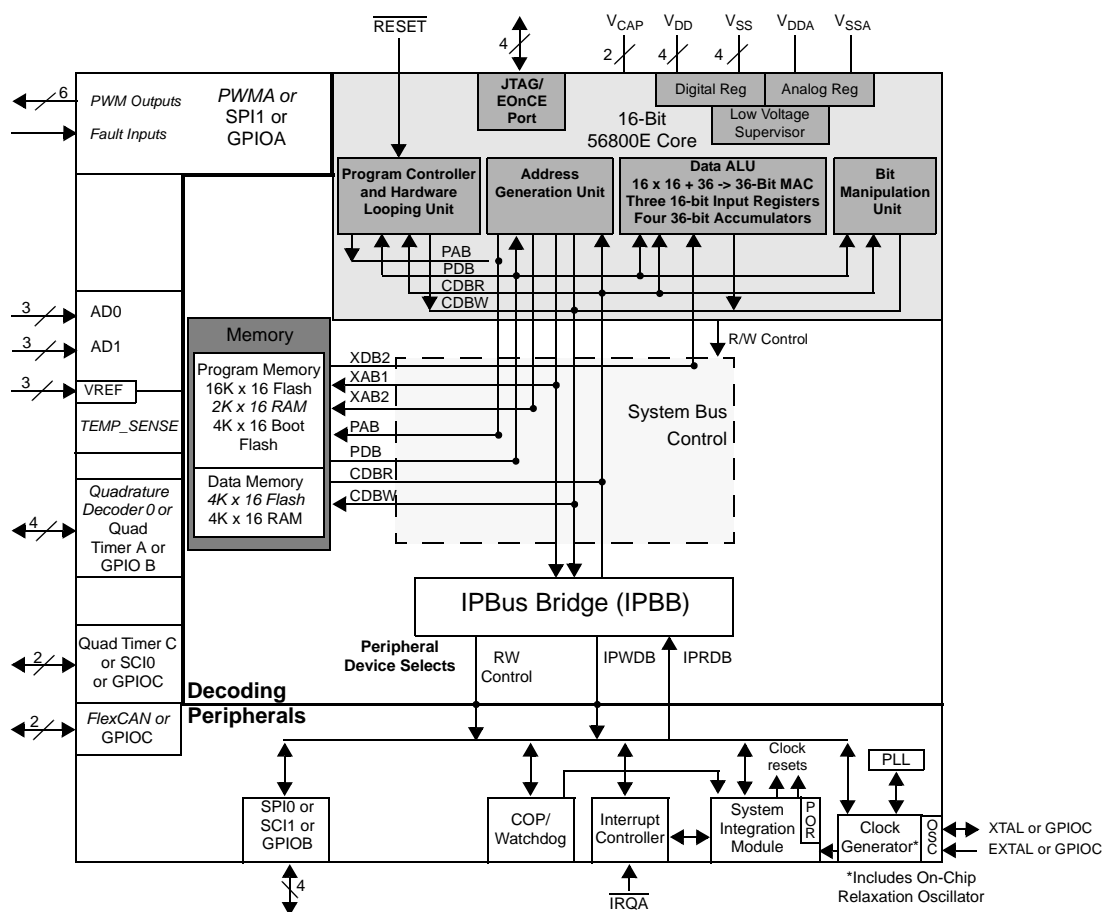 RESET
4
VCAP
VDD
VSS
VDDA
VSSA
2
4
4
6
PWM Outputs
Fault Inputs
PWMA or
SPI1 or
GPIOA
JTAG/
EOnCE
Port
Digital Reg
Analog Reg
Low Voltage
Supervisor
16-Bit
56800E Core
Program Controller
and Hardware
Looping Unit
Address
Generation Unit
Data ALU
16 x 16 + 36 -> 36-Bit MAC
Three 16-bit Input Registers
Four 36-bit Accumulators
Bit
Manipulation
Unit
PAB
PDB
CDBR
CDBW
3
AD0
3
AD1
3
VREF
TEMP_SENSE
Memory
Program Memory
16K x 16 Flash
2K x 16 RAM
4K x 16 Boot
Flash
Data Memory
4K x 16 Flash
4K x 16 RAM
XDB2
XAB1
XAB2
PAB
PDB
CDBR
CDBW
R/W Control
System Bus
Control
4
Quadrature
Decoder 0 or
Quad
Timer A or
GPIO B
IPBus Bridge (IPBB)
2
Quad Timer C
or SCI0
or GPIOC
Peripheral
Device Selects
RW
Control
IPWDB
IPRDB
Decoding
Peripherals
2
FlexCAN or
GPIOC
Clock
resets
PLL
SPI0 or
SCI1 or
GPIOB
COP/
Watchdog
Interrupt
Controller
System
Integration
Module
POR
Clock
Generator*
OSC
XTAL or GPIOC
EXTAL or GPIOC
4
IRQA
*Includes On-Chip
Relaxation Oscillator